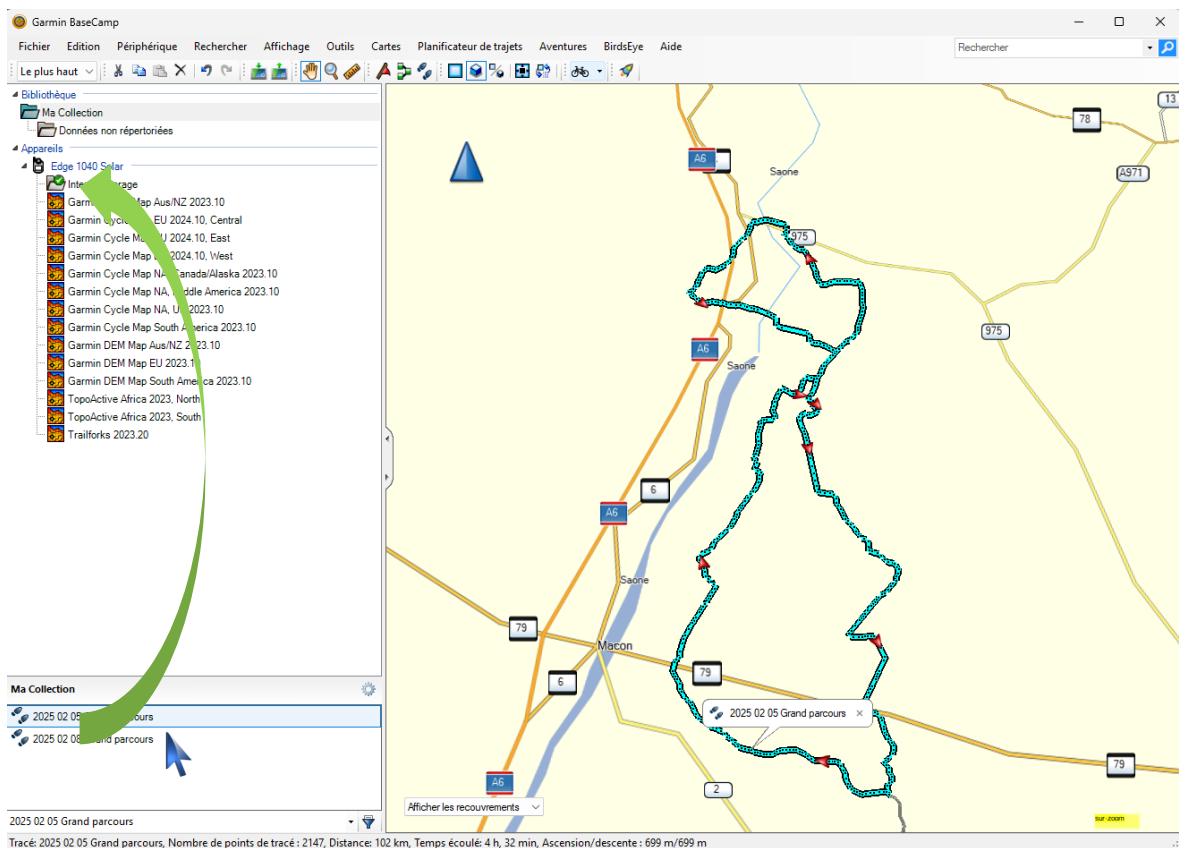 Garmin BaseCamp
Fichier Edition Périphérique Rechercher Affichage Outils Cartes Planificateur de trajets Aventures BirdsEye Aide
Rechercher
Le plus haut
Bibliothèque
Ma Collection
Données non répertoriées
Appareils
Edge 1040 Solar
Garmin Map Aus/NZ 2023.10
Garmin Cycle EU 2024.10, Central
Garmin Cycle Map EU 2024.10, East
Garmin Cycle Map 2024.10, West
Garmin Cycle Map NA, Canada/Alaska 2023.10
Garmin Cycle Map NA, Middle America 2023.10
Garmin Cycle Map NA, 2023.10
Garmin Cycle Map South America 2023.10
Garmin DEM Map Aus/NZ 2023.10
Garmin DEM Map EU 2023.10
Garmin DEM Map South America 2023.10
TopoActive Africa 2023, North
TopoActive Africa 2023, South
Trailforks 2023.20
Ma Collection
2025 02 05 parcours
2025 02 08 Grand parcours
2025 02 05 Grand parcours
13
78
A6
Saone
A971
975
975
A6
Saone
6
A6
Saone
79
Macon
6
79
2025 02 05 Grand parcours
79
A6
2
Afficher les recouvrements
sur-zoom
Tracé: 2025 02 05 Grand parcours, Nombre de points de tracé : 2147, Distance: 102 km, Temps écoulé: 4 h, 32 min, Ascension/descente : 699 m/699 m